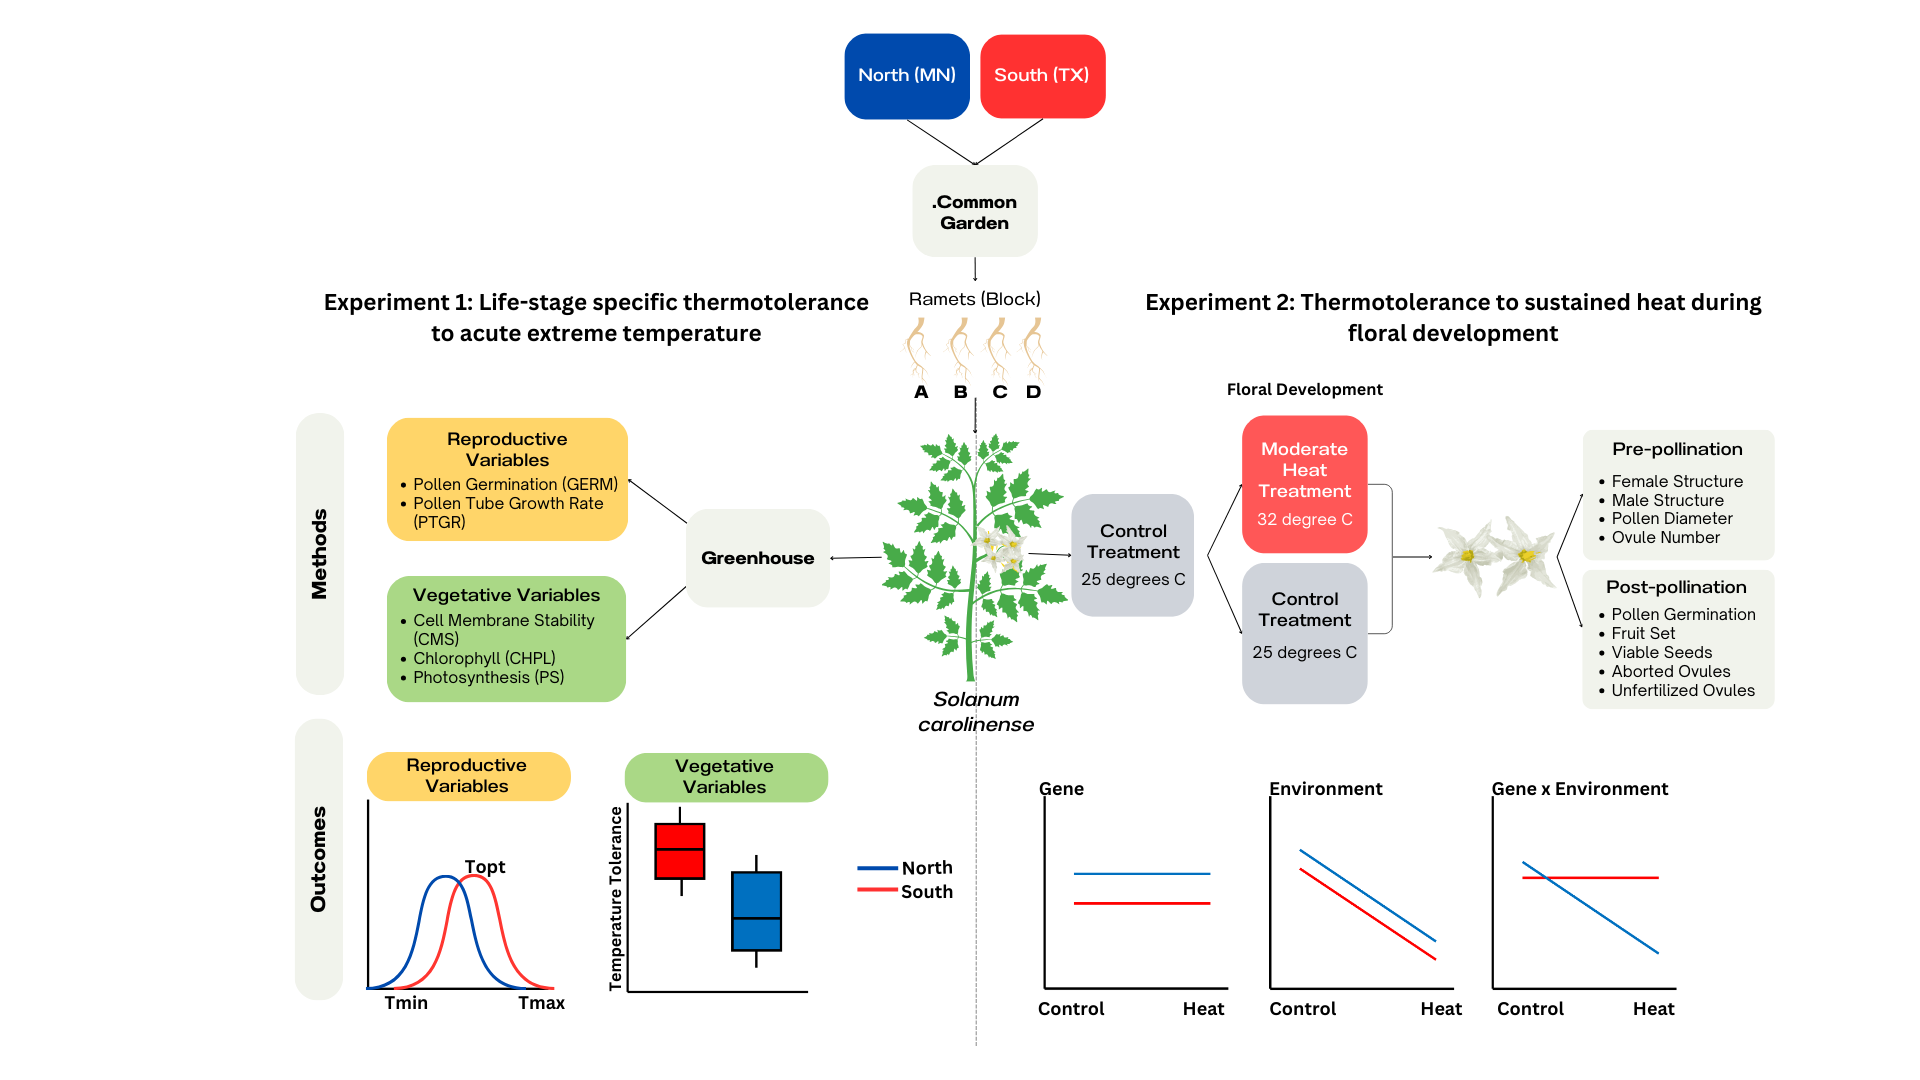 North (MN)
South (TX)
.Common
Garden
Experiment 1: Life-stage specific thermotolerance
to acute extreme temperature
Ramets (Block)
A B C D
Experiment 2: Thermotolerance to sustained heat during
floral development
Floral Development
Methods
Reproductive
Variables
• Pollen Germination (GERM)
• Pollen Tube Growth Rate
(PTGR)
Vegetative Variables
• Cell Membrane Stability
(CMS)
• Chlorophyll (CHPL)
• Photosynthesis (PS)
Greenhouse
Solanum
carolinense
Control
Treatment
25 degrees C
Moderate
Heat
Treatment
32 degree C
Control
Treatment
25 degrees C
Pre-pollination
• Female Structure
• Male Structure
• Pollen Diameter
• Ovule Number
Post-pollination
• Pollen Germination
• Fruit Set
• Viable Seeds
• Aborted Ovules
• Unfertilized Ovules
Outcomes
Reproductive
Variables
Topt
Tmin
Tmax
Vegetative
Variables
Temperature Tolerance
North
South
Gene
Control
Heat
Environment
Control
Heat
Gene x Environment
Control
Heat